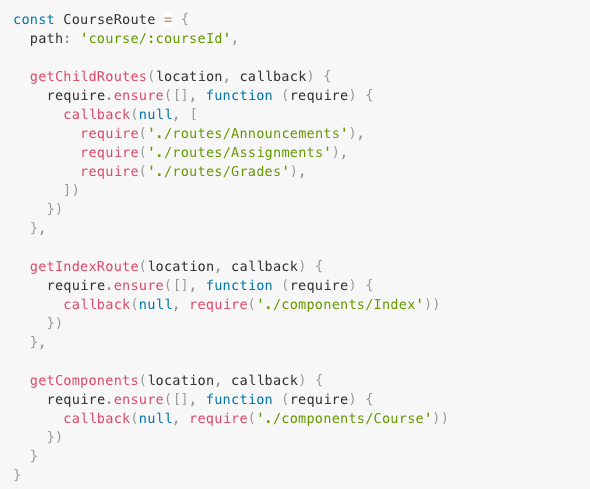 const CourseRoute = {
  path: 'course/:courseId',

  getChildRoutes(location, callback) {
    require.ensure([], function (require) {
      callback(null, [
        require('./routes/Announcements'),
        require('./routes/Assignments'),
        require('./routes/Grades'),
      ])
    })
  },

  getIndexRoute(location, callback) {
    require.ensure([], function (require) {
      callback(null, require('./components/Index'))
    })
  },

  getComponents(location, callback) {
    require.ensure([], function (require) {
      callback(null, require('./components/Course'))
    })
  }
}